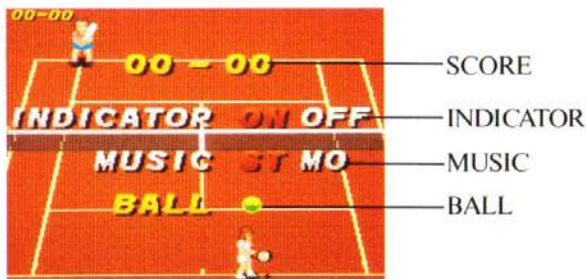 00-00
00 - 00 SCORE
INDICATOR ON OFF INDICATOR
MUSIC ST MO MUSIC
BALL BALL